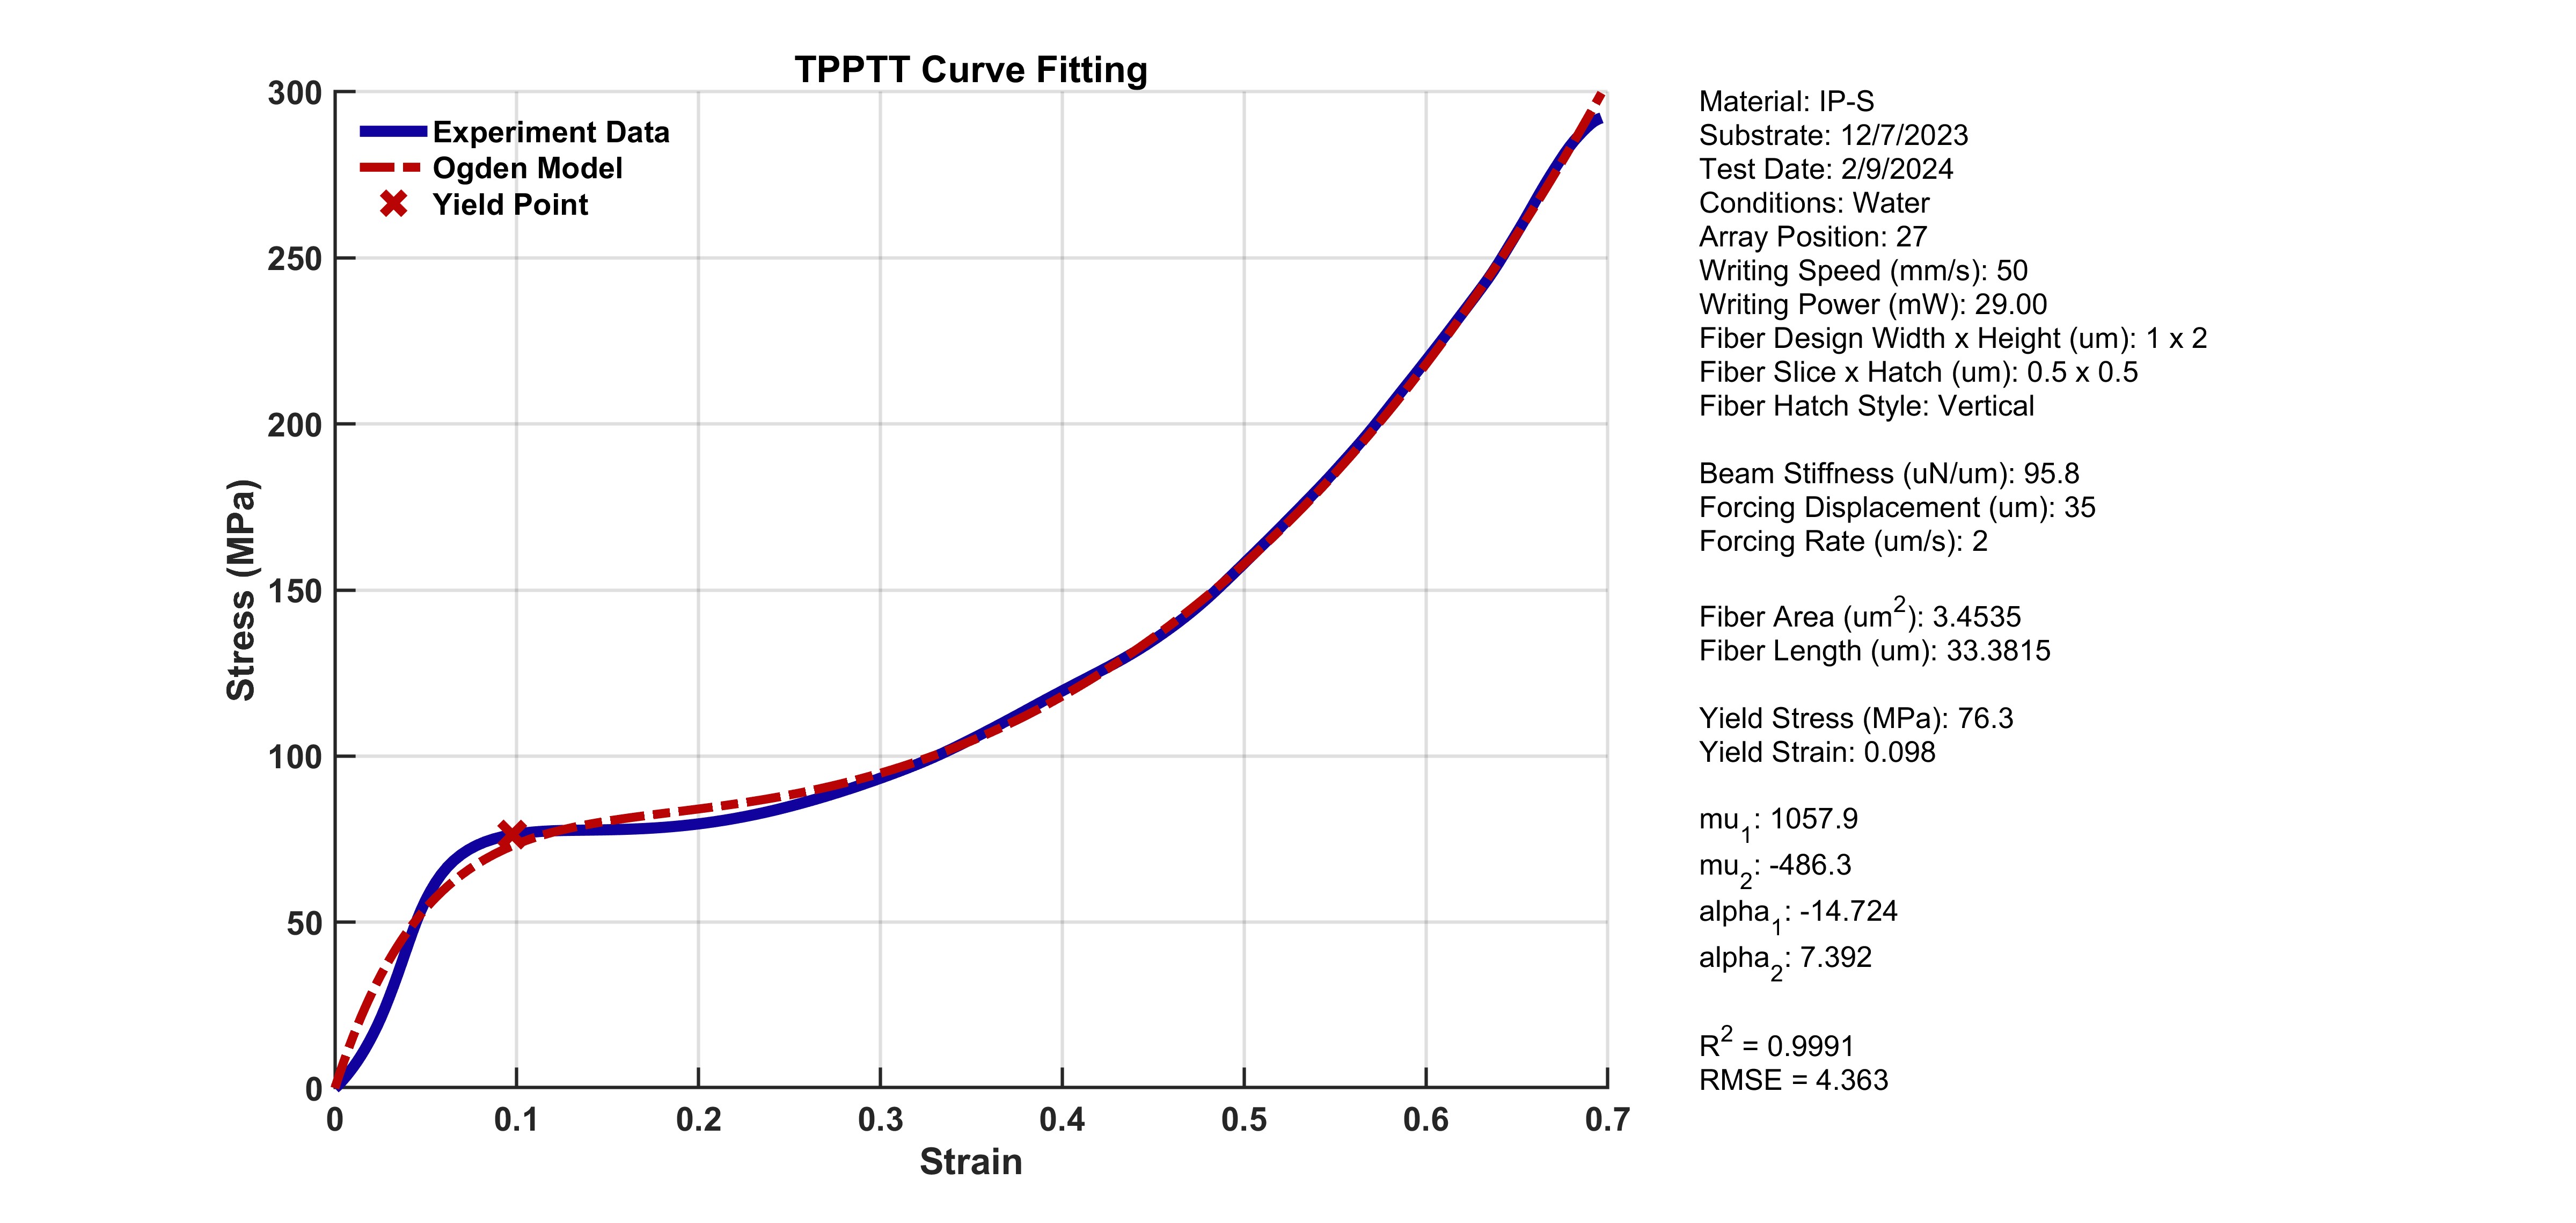 TPPTT Curve Fitting
300
250
200
150
100
50
0
Stress (MPa)
Experiment Data
Ogden Model
Yield Point
0 0.1 0.2 0.3 0.4 0.5 0.6 0.7
Strain
Material: IP-S
Substrate: 12/7/2023
Test Date: 2/9/2024
Conditions: Water
Array Position: 27
Writing Speed (mm/s): 50
Writing Power (mW): 29.00
Fiber Design Width x Height (um): 1 x 2
Fiber Slice x Hatch (um): 0.5 x 0.5
Fiber Hatch Style: Vertical
Beam Stiffness (uN/um): 95.8
Forcing Displacement (um): 35
Forcing Rate (um/s): 2
Fiber Area (um²): 3.4535
Fiber Length (um): 33.3815
Yield Stress (MPa): 76.3
Yield Strain: 0.098
mu₁: 1057.9
mu₂: -486.3
alpha₁: -14.724
alpha₂: 7.392
R² = 0.9991
RMSE = 4.363